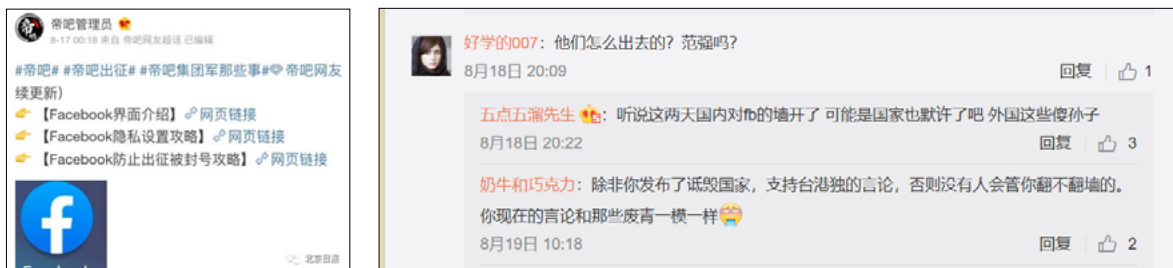 帝吧管理员
8-17 00:18 来自 帝吧网友超话 已编辑
#帝吧# #帝吧出征# #帝吧集团军那些事# 帝吧网友
续更新)
【Facebook界面介绍】网页链接
【Facebook隐私设置攻略】网页链接
【Facebook防止出征被封号攻略】网页链接
好学的007：他们怎么出去的？范强吗？
8月18日 20:09
回复 1
五点五溜先生：听说这两天国内对fb的墙开了 可能是国家也默许了吧 外国这些傻孙子
8月18日 20:22
回复 3
奶牛和巧克力：除非你发布了诋毁国家，支持台港独的言论，否则没有人会管你翻不翻墙的。
你现在的言论和那些废青一模一样
8月19日 10:18
回复 2